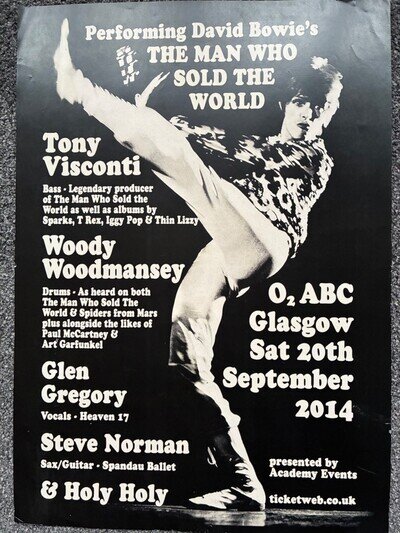 Performing David Bowie's
THE MAN WHO
SOLD THE
WORLD
Tony
Visconti
Bass - Legendary producer
of The Man Who Sold the
World as well as albums by
Sparks, T Rex, Iggy Pop & Thin Lizzy
Woody
Woodmansey
Drums - As heard on both
The Man Who Sold The
World & Spiders from Mars
plus alongside the likes of
Paul McCartney &
Art Garfunkel
Glen
Gregory
Vocals - Heaven 17
Steve Norman
Sax/Guitar - Spandau Ballet
& Holy Holy
O2 ABC
Glasgow
Sat 20th
September
2014
presented by
Academy Events
ticketweb.co.uk